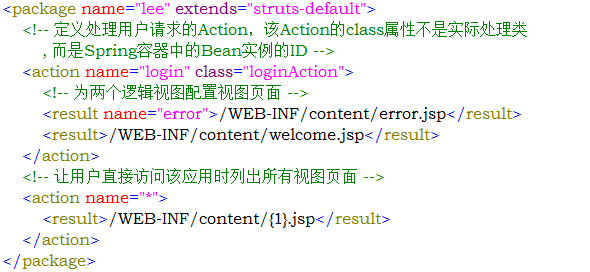 <package name="lee" extends="struts-default">
<!-- 定义处理用户请求的Action，该Action的class属性不是实际处理类
, 而是Spring容器中的Bean实例的ID -->
<action name="login" class="loginAction">
<!-- 为两个逻辑视图配置视图页面 -->
<result name="error">/WEB-INF/content/error.jsp</result>
<result>/WEB-INF/content/welcome.jsp</result>
</action>
<!-- 让用户直接访问该应用时列出所有视图页面 -->
<action name="*">
<result>/WEB-INF/content/{1}.jsp</result>
</action>
</package>